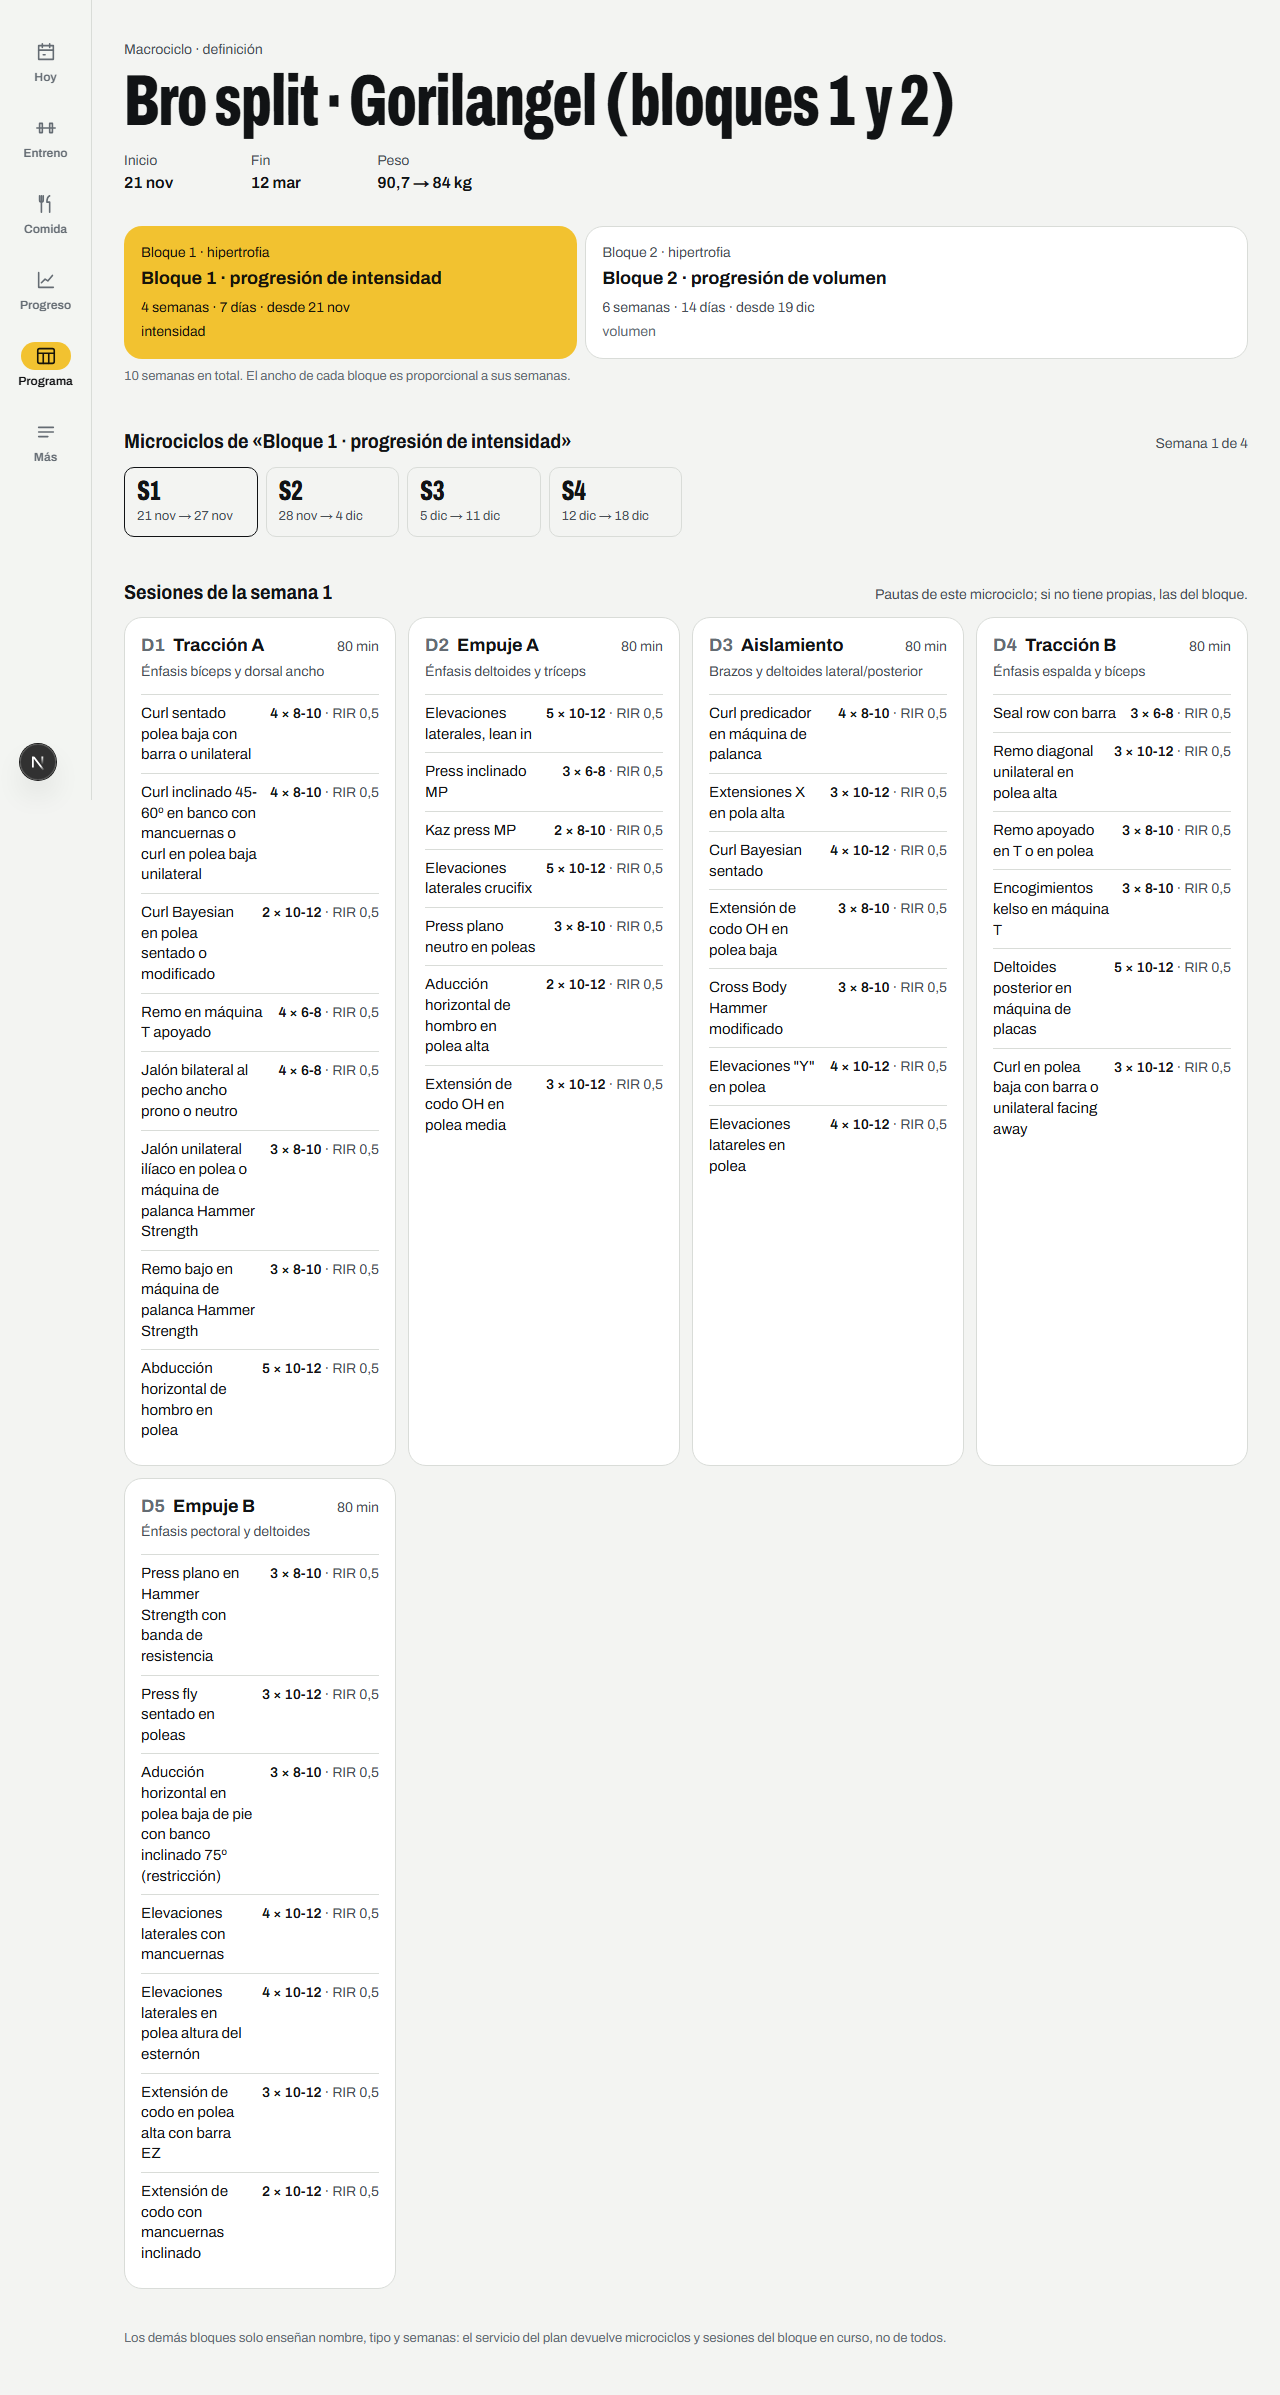 Hoy
Entreno
Comida
Progreso
Programa
Más
Macrociclo · definición
Bro split · Gorilangel (bloques 1 y 2)
Inicio
21 nov
Fin
12 mar
Peso
90,7 → 84 kg
Bloque 1 · hipertrofia
Bloque 1 · progresión de intensidad
4 semanas · 7 días · desde 21 nov
intensidad
Bloque 2 · hipertrofia
Bloque 2 · progresión de volumen
6 semanas · 14 días · desde 19 dic
volumen
10 semanas en total. El ancho de cada bloque es proporcional a sus semanas.
Microciclos de «Bloque 1 · progresión de intensidad»
Semana 1 de 4
S1
21 nov → 27 nov
S2
28 nov → 4 dic
S3
5 dic → 11 dic
S4
12 dic → 18 dic
Sesiones de la semana 1
Pautas de este microciclo; si no tiene propias, las del bloque.
D1 Tracción A 80 min
Énfasis bíceps y dorsal ancho
Curl sentado 4 × 8-10 · RIR 0,5
polea baja con
barra o unilateral
Curl inclinado 45- 4 × 8-10 · RIR 0,5
60º en banco con
mancuernas o
curl en polea baja
unilateral
Curl Bayesian 2 × 10-12 · RIR 0,5
en polea
sentado o
modificado
Remo en máquina 4 × 6-8 · RIR 0,5
T apoyado
Jalón bilateral al 4 × 6-8 · RIR 0,5
pecho ancho
prono o neutro
Jalón unilateral 3 × 8-10 · RIR 0,5
ilíaco en polea o
máquina de
palanca Hammer
Strength
Remo bajo en 3 × 8-10 · RIR 0,5
máquina de
palanca Hammer
Strength
Abducción 5 × 10-12 · RIR 0,5
horizontal de
hombro en
polea
D2 Empuje A 80 min
Énfasis deltoides y tríceps
Elevaciones 5 × 10-12 · RIR 0,5
laterales, lean in
Press inclinado 3 × 6-8 · RIR 0,5
MP
Kaz press MP 2 × 8-10 · RIR 0,5
Elevaciones 5 × 10-12 · RIR 0,5
laterales crucifix
Press plano 3 × 8-10 · RIR 0,5
neutro en poleas
Aducción 2 × 10-12 · RIR 0,5
horizontal de
hombro en
polea alta
Extensión de 3 × 10-12 · RIR 0,5
codo OH en
polea media
D3 Aislamiento 80 min
Brazos y deltoides lateral/posterior
Curl predicador 4 × 8-10 · RIR 0,5
en máquina de
palanca
Extensiones X 3 × 10-12 · RIR 0,5
en pola alta
Curl Bayesian 4 × 10-12 · RIR 0,5
sentado
Extensión de 3 × 8-10 · RIR 0,5
codo OH en
polea baja
Cross Body 3 × 8-10 · RIR 0,5
Hammer
modificado
Elevaciones "Y" 4 × 10-12 · RIR 0,5
en polea
Elevaciones 4 × 10-12 · RIR 0,5
latareles en
polea
D4 Tracción B 80 min
Énfasis espalda y bíceps
Seal row con barra 3 × 6-8 · RIR 0,5
Remo diagonal 3 × 10-12 · RIR 0,5
unilateral en
polea alta
Remo apoyado 3 × 8-10 · RIR 0,5
en T o en polea
Encogimientos 3 × 8-10 · RIR 0,5
kelso en máquina
T
Deltoides 5 × 10-12 · RIR 0,5
posterior en
máquina de
placas
Curl en polea 3 × 10-12 · RIR 0,5
baja con barra o
unilateral facing
away
D5 Empuje B 80 min
Énfasis pectoral y deltoides
Press plano en 3 × 8-10 · RIR 0,5
Hammer
Strength con
banda de
resistencia
Press fly 3 × 10-12 · RIR 0,5
sentado en
poleas
Aducción 3 × 8-10 · RIR 0,5
horizontal en
polea baja de pie
con banco
inclinado 75º
(restricción)
Elevaciones 4 × 10-12 · RIR 0,5
laterales con
mancuernas
Elevaciones 4 × 10-12 · RIR 0,5
laterales en
polea altura del
esternón
Extensión de 3 × 10-12 · RIR 0,5
codo en polea
alta con barra
EZ
Extensión de 2 × 10-12 · RIR 0,5
codo con
mancuernas
inclinado
Los demás bloques solo enseñan nombre, tipo y semanas: el servicio del plan devuelve microciclos y sesiones del bloque en curso, no de todos.